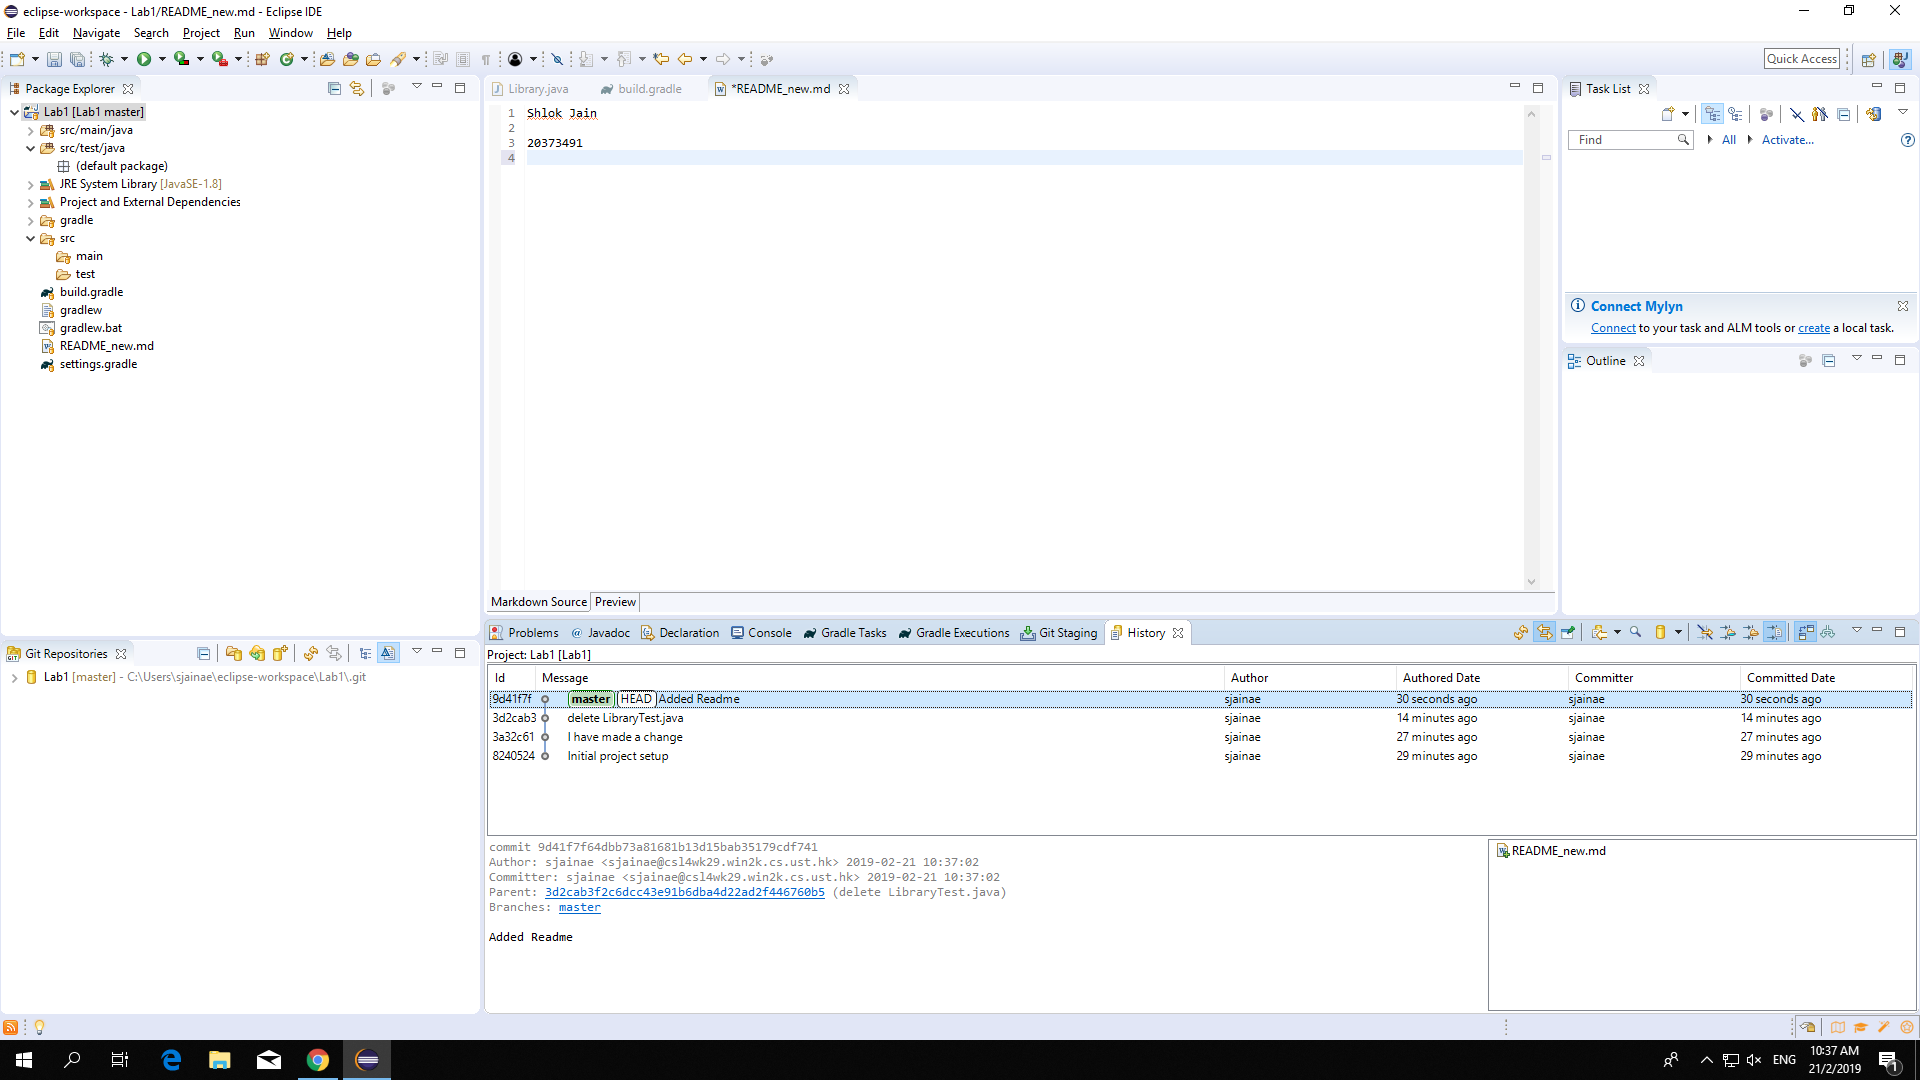 eclipse-workspace - Lab1/README_new.md - Eclipse IDE
File Edit Navigate Search Project Run Window Help
Quick Access
Package Explorer
Lab1 [Lab1 master]
src/main/java
src/test/java
(default package)
JRE System Library [JavaSE-1.8]
Project and External Dependencies
gradle
src
main
test
build.gradle
gradlew
gradlew.bat
README_new.md
settings.gradle
Library.java build.gradle *README_new.md
1 Shlok Jain
2
3 20373491
4
Markdown Source Preview
Task List
Find All Activate...
Connect Mylyn
Connect to your task and ALM tools or create a local task.
Outline
Git Repositories
Lab1 [master] - C:\Users\sjainae\eclipse-workspace\Lab1\.git
Problems @ Javadoc Declaration Console Gradle Tasks Gradle Executions Git Staging History
Project: Lab1 [Lab1]
Id Message Author Authored Date Committer Committed Date
9d41f7f master HEAD Added Readme sjainae 30 seconds ago sjainae 30 seconds ago
3d2cab3 delete LibraryTest.java sjainae 14 minutes ago sjainae 14 minutes ago
3a32c61 I have made a change sjainae 27 minutes ago sjainae 27 minutes ago
8240524 Initial project setup sjainae 29 minutes ago sjainae 29 minutes ago
commit 9d41f7f64dbb73a81681b13d15bab35179cdf741
Author: sjainae <sjainae@csl4wk29.win2k.cs.ust.hk> 2019-02-21 10:37:02
Committer: sjainae <sjainae@csl4wk29.win2k.cs.ust.hk> 2019-02-21 10:37:02
Parent: 3d2cab3f2c6dcc43e91b6dba4d22ad2f446760b5 (delete LibraryTest.java)
Branches: master
Added Readme
README_new.md
ENG
10:37 AM
21/2/2019
1